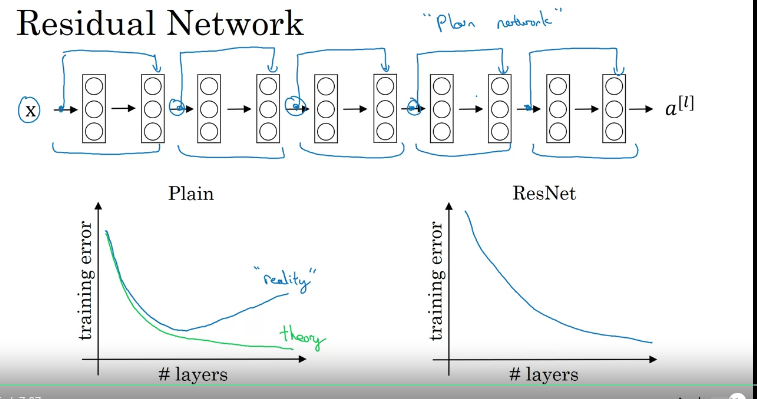 Residual Network
"Plain network"
x
a[l]
Plain
ResNet
training error
"reality"
theory
# layers
training error
# layers